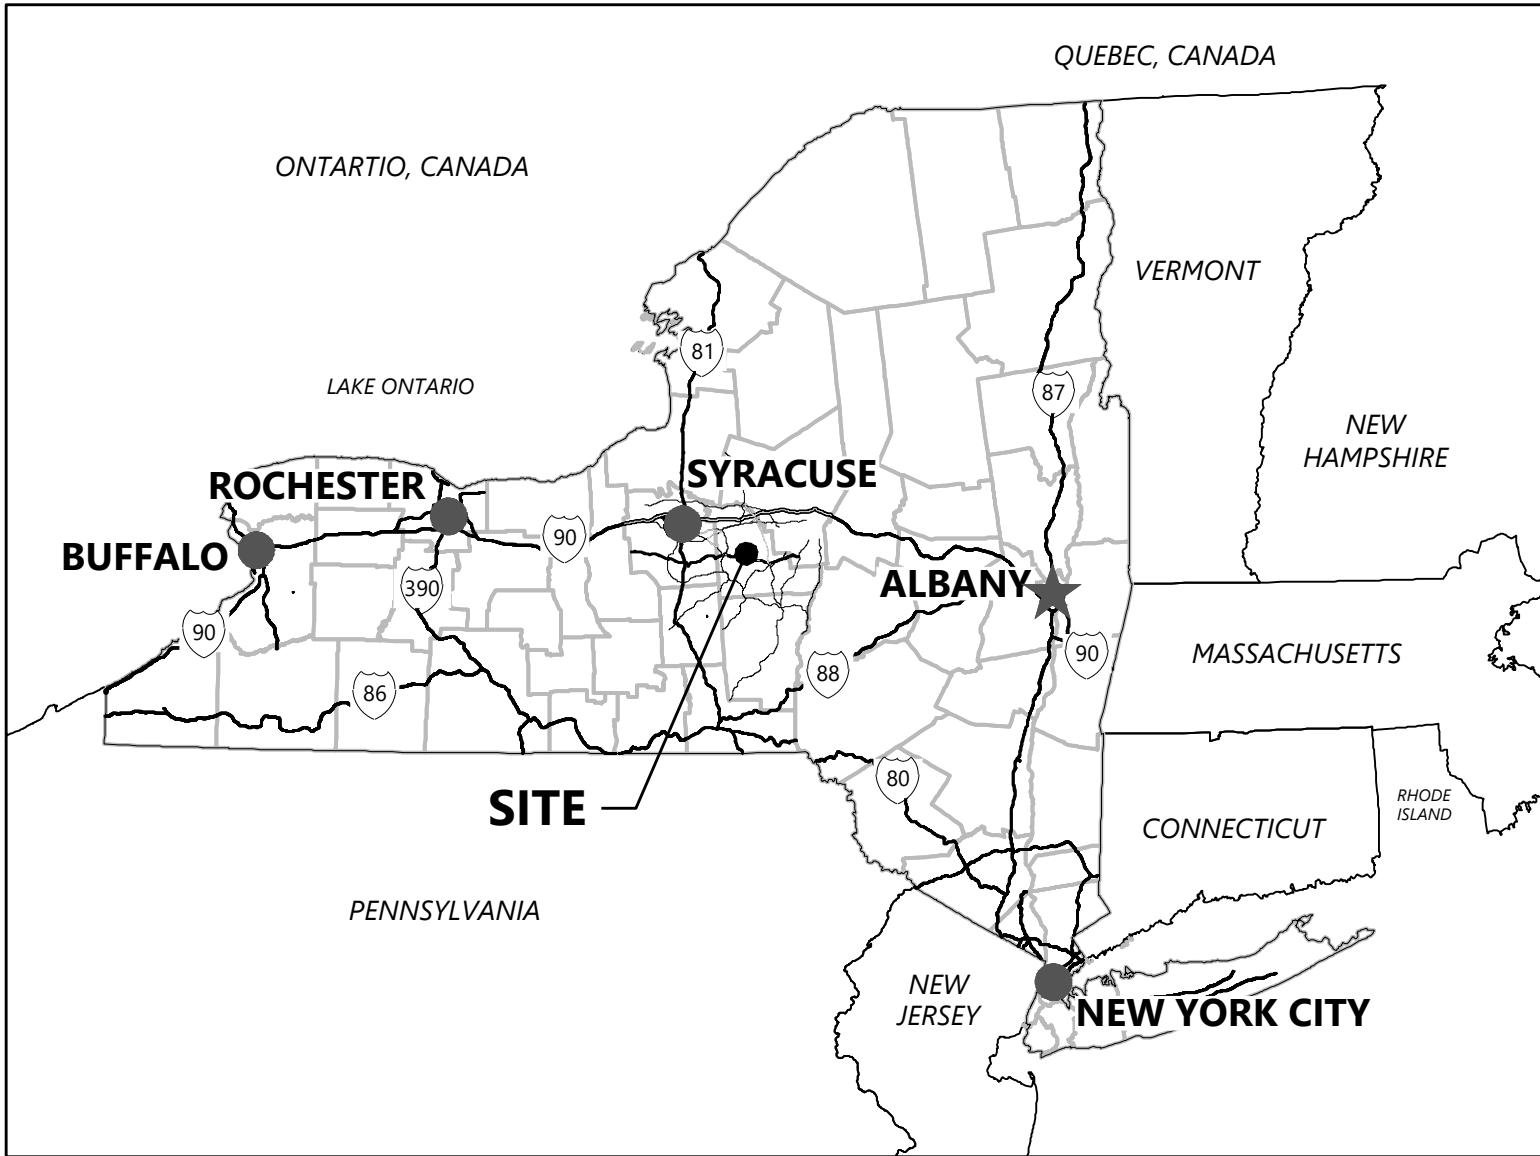 QUEBEC, CANADA
ONTARTIO, CANADA
VERMONT
81
LAKE ONTARIO
87
NEW
HAMPSHIRE
SYRACUSE
ROCHESTER
90
BUFFALO
390
ALBANY
90
90
MASSACHUSETTS
88
86
80
SITE
RHODE
ISLAND
CONNECTICUT
PENNSYLVANIA
NEW
JERSEY
NEW YORK CITY